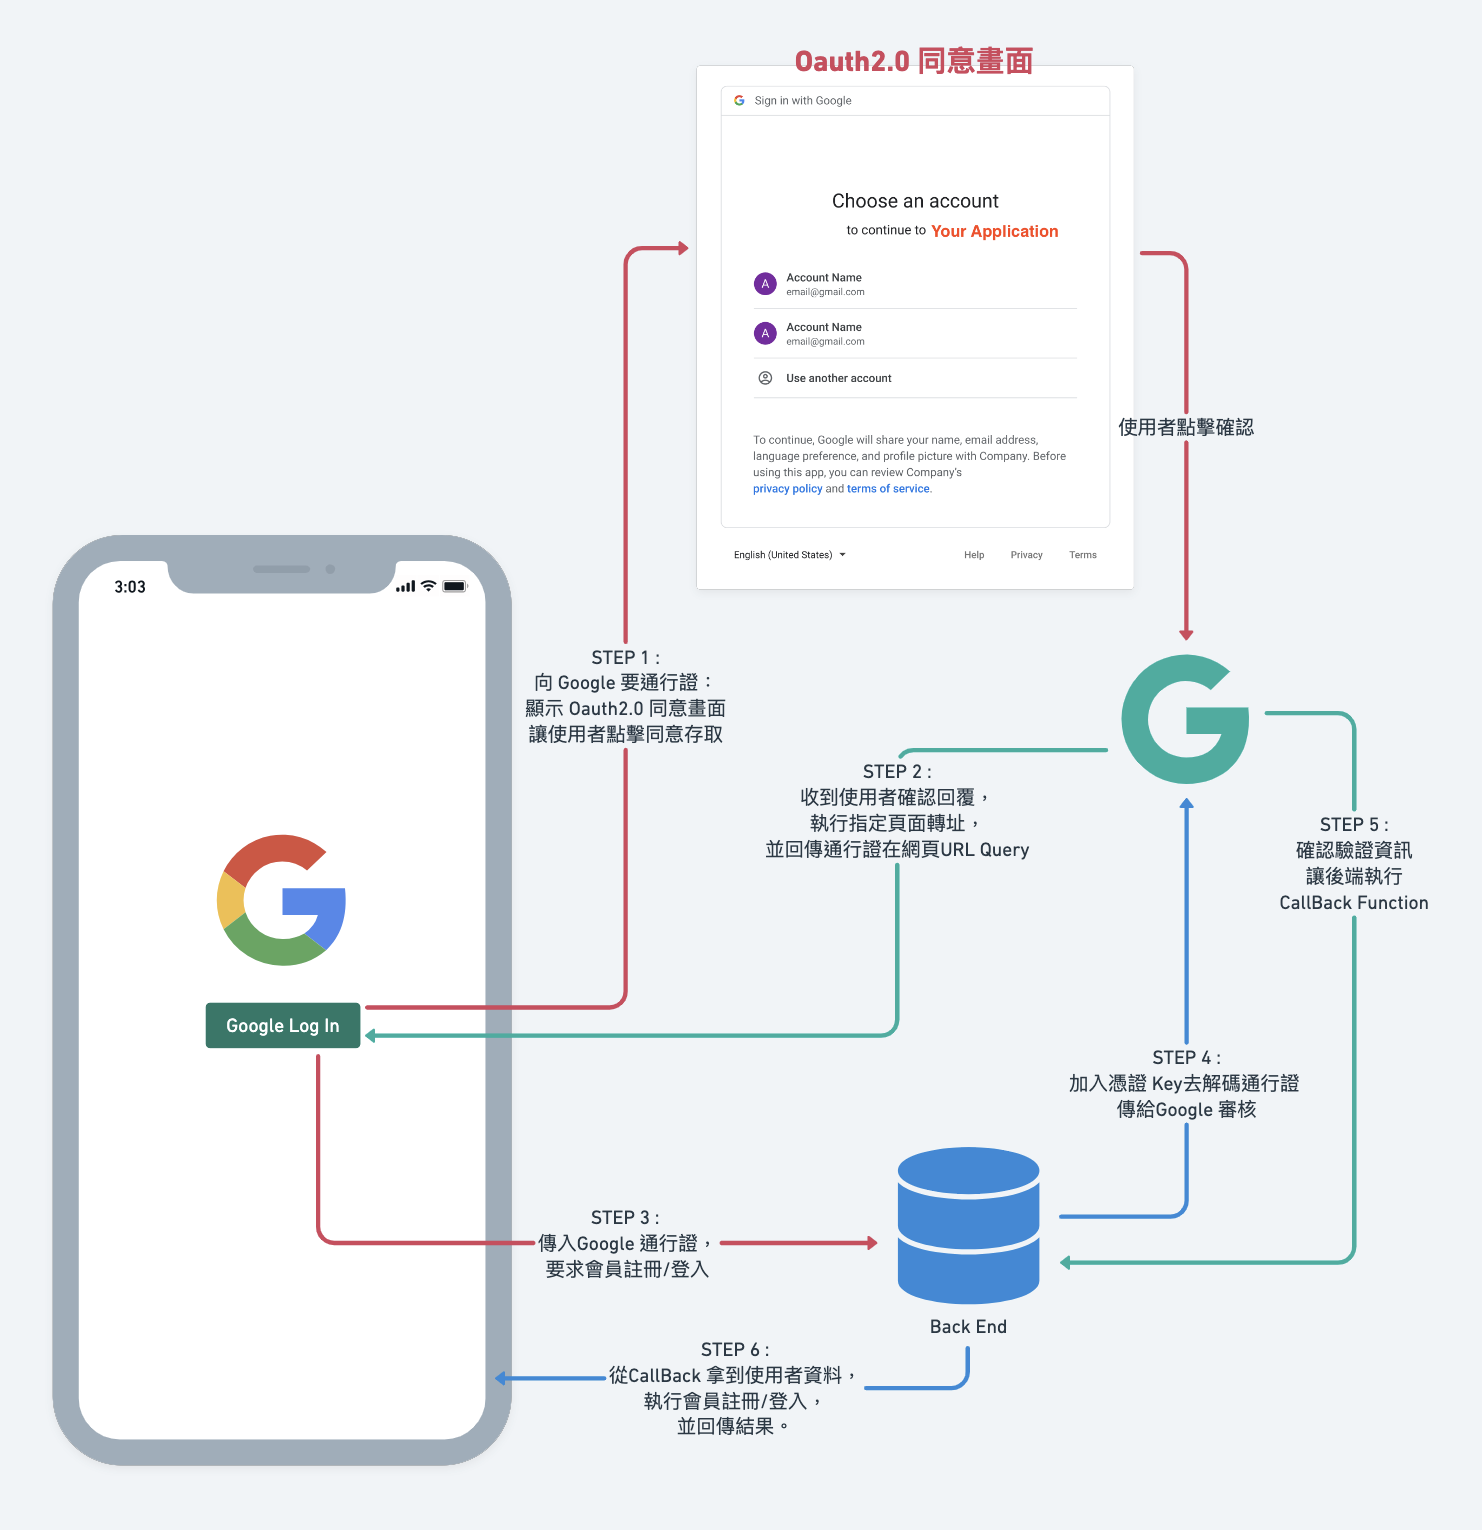 Oauth2.0 同意畫面
Sign in with Google
Choose an account
to continue to Your Application
A
Account Name
email@gmail.com
A
Account Name
email@gmail.com
Use another account
To continue, Google will share your name, email address,
language preference, and profile picture with Company. Before
using this app, you can review Company's
privacy policy and terms of service.
English (United States)
Help
Privacy
Terms
使用者點擊確認
3:03
STEP 1 :
向 Google 要通行證：
顯示 Oauth2.0 同意畫面
讓使用者點擊同意存取
STEP 2 :
收到使用者確認回覆，
執行指定頁面轉址，
並回傳通行證在網頁URL Query
STEP 5 :
確認驗證資訊
讓後端執行
CallBack Function
Google Log In
STEP 4 :
加入憑證 Key去解碼通行證
傳給Google 審核
STEP 3 :
傳入Google 通行證，
要求會員註冊/登入
Back End
STEP 6 :
從CallBack 拿到使用者資料，
執行會員註冊/登入，
並回傳結果。